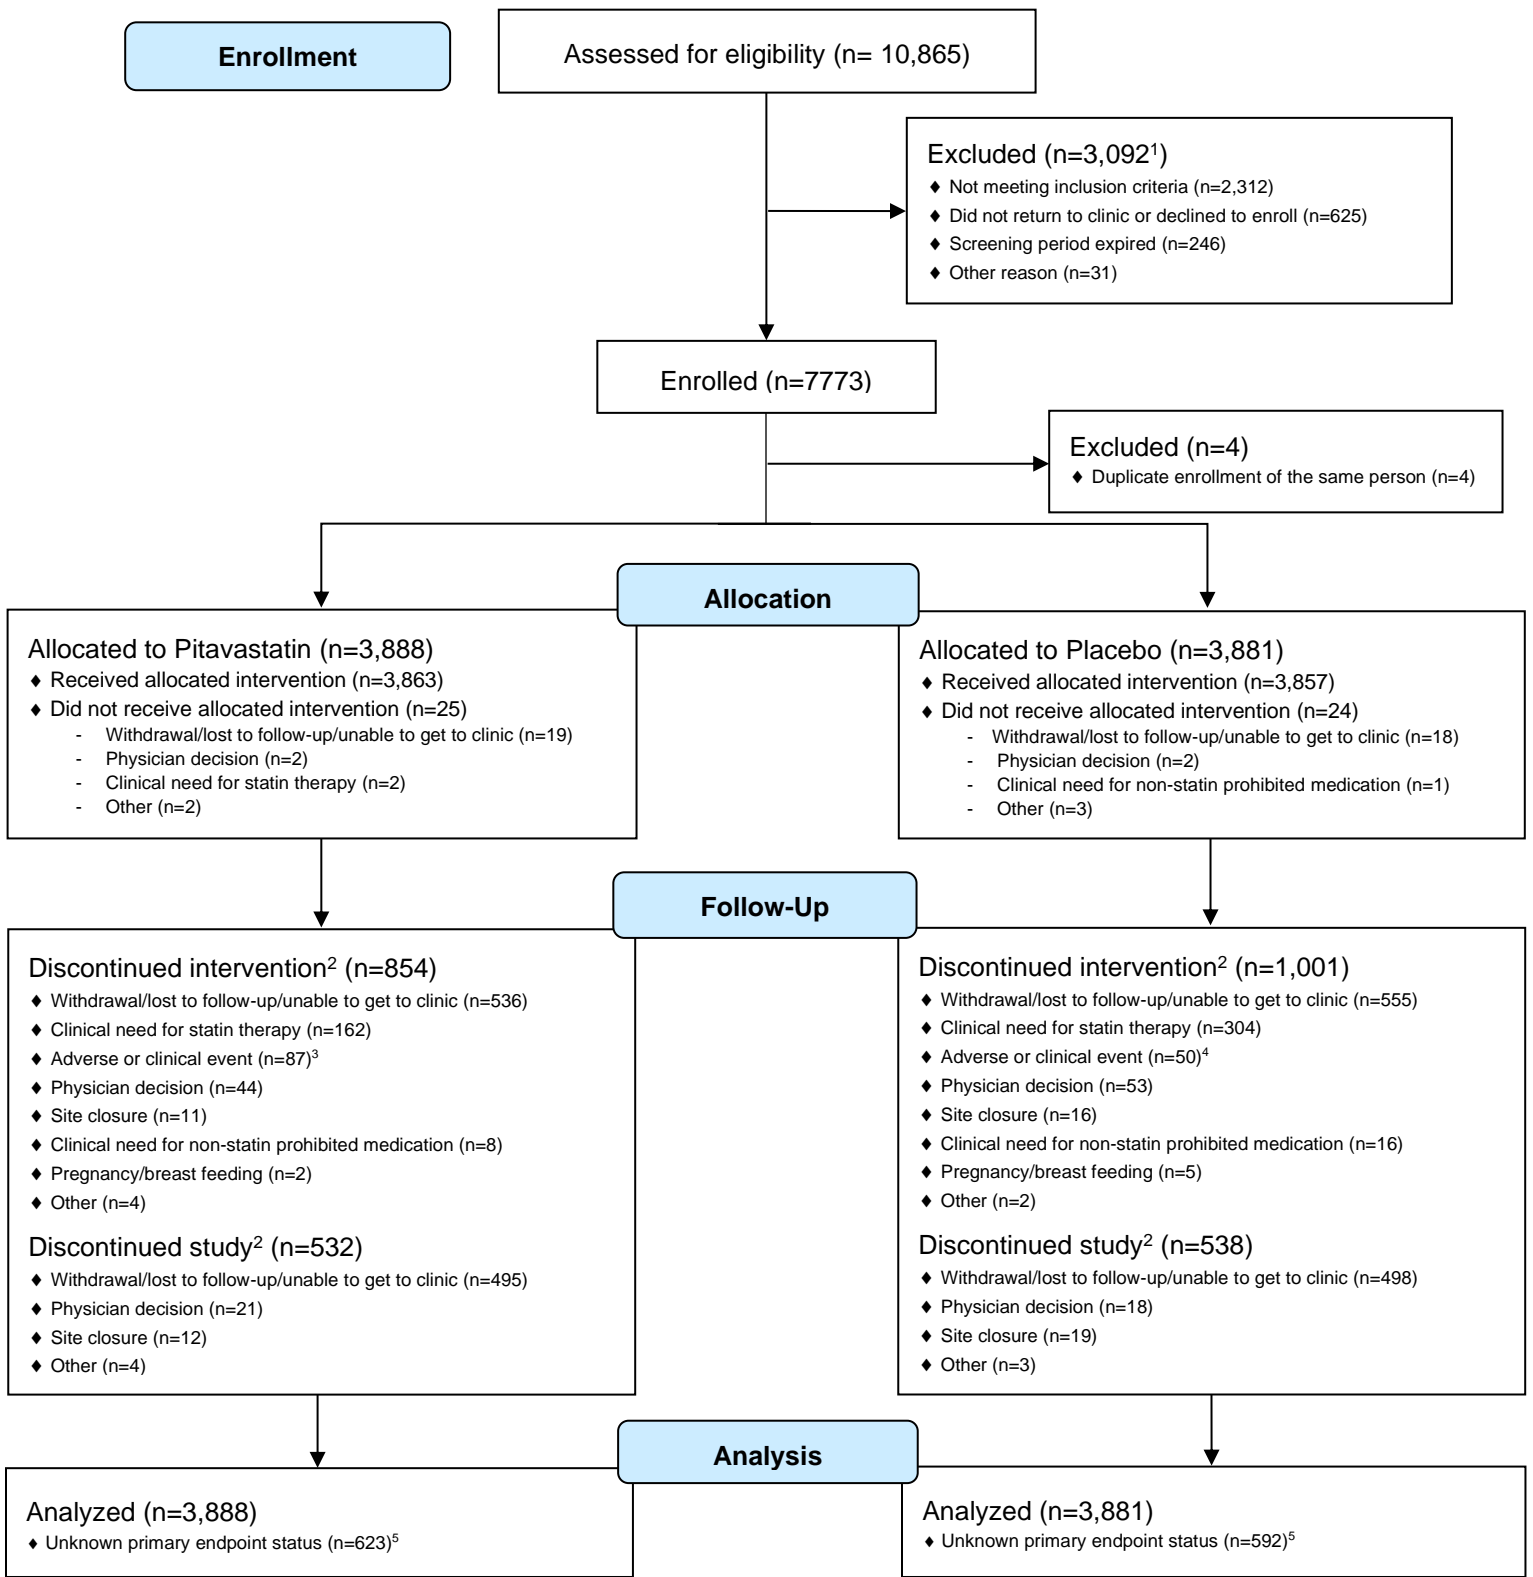 Enrollment
Assessed for eligibility (n= 10,865)
Excluded (n=3,092¹)
♦ Not meeting inclusion criteria (n=2,312)
♦ Did not return to clinic or declined to enroll (n=625)
♦ Screening period expired (n=246)
♦ Other reason (n=31)
Enrolled (n=7773)
Excluded (n=4)
♦ Duplicate enrollment of the same person (n=4)
Allocation
Allocated to Pitavastatin (n=3,888)
♦ Received allocated intervention (n=3,863)
♦ Did not receive allocated intervention (n=25)
- Withdrawal/lost to follow-up/unable to get to clinic (n=19)
- Physician decision (n=2)
- Clinical need for statin therapy (n=2)
- Other (n=2)
Allocated to Placebo (n=3,881)
♦ Received allocated intervention (n=3,857)
♦ Did not receive allocated intervention (n=24)
- Withdrawal/lost to follow-up/unable to get to clinic (n=18)
- Physician decision (n=2)
- Clinical need for non-statin prohibited medication (n=1)
- Other (n=3)
Follow-Up
Discontinued intervention² (n=854)
♦ Withdrawal/lost to follow-up/unable to get to clinic (n=536)
♦ Clinical need for statin therapy (n=162)
♦ Adverse or clinical event (n=87)³
♦ Physician decision (n=44)
♦ Site closure (n=11)
♦ Clinical need for non-statin prohibited medication (n=8)
♦ Pregnancy/breast feeding (n=2)
♦ Other (n=4)
Discontinued study² (n=532)
♦ Withdrawal/lost to follow-up/unable to get to clinic (n=495)
♦ Physician decision (n=21)
♦ Site closure (n=12)
♦ Other (n=4)
Discontinued intervention² (n=1,001)
♦ Withdrawal/lost to follow-up/unable to get to clinic (n=555)
♦ Clinical need for statin therapy (n=304)
♦ Adverse or clinical event (n=50)⁴
♦ Physician decision (n=53)
♦ Site closure (n=16)
♦ Clinical need for non-statin prohibited medication (n=16)
♦ Pregnancy/breast feeding (n=5)
♦ Other (n=2)
Discontinued study² (n=538)
♦ Withdrawal/lost to follow-up/unable to get to clinic (n=498)
♦ Physician decision (n=18)
♦ Site closure (n=19)
♦ Other (n=3)
Analysis
Analyzed (n=3,888)
♦ Unknown primary endpoint status (n=623)⁵
Analyzed (n=3,881)
♦ Unknown primary endpoint status (n=592)⁵